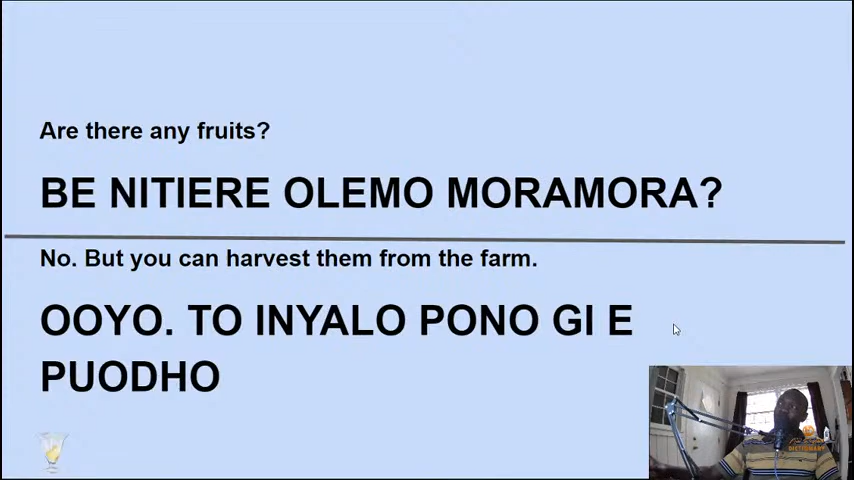 Are there any fruits?
BE NITIERE OLEMO MORAMORA?
No. But you can harvest them from the farm.
OOYO. TO INYALO PONO GI E
PUODHO
DICTIONARY